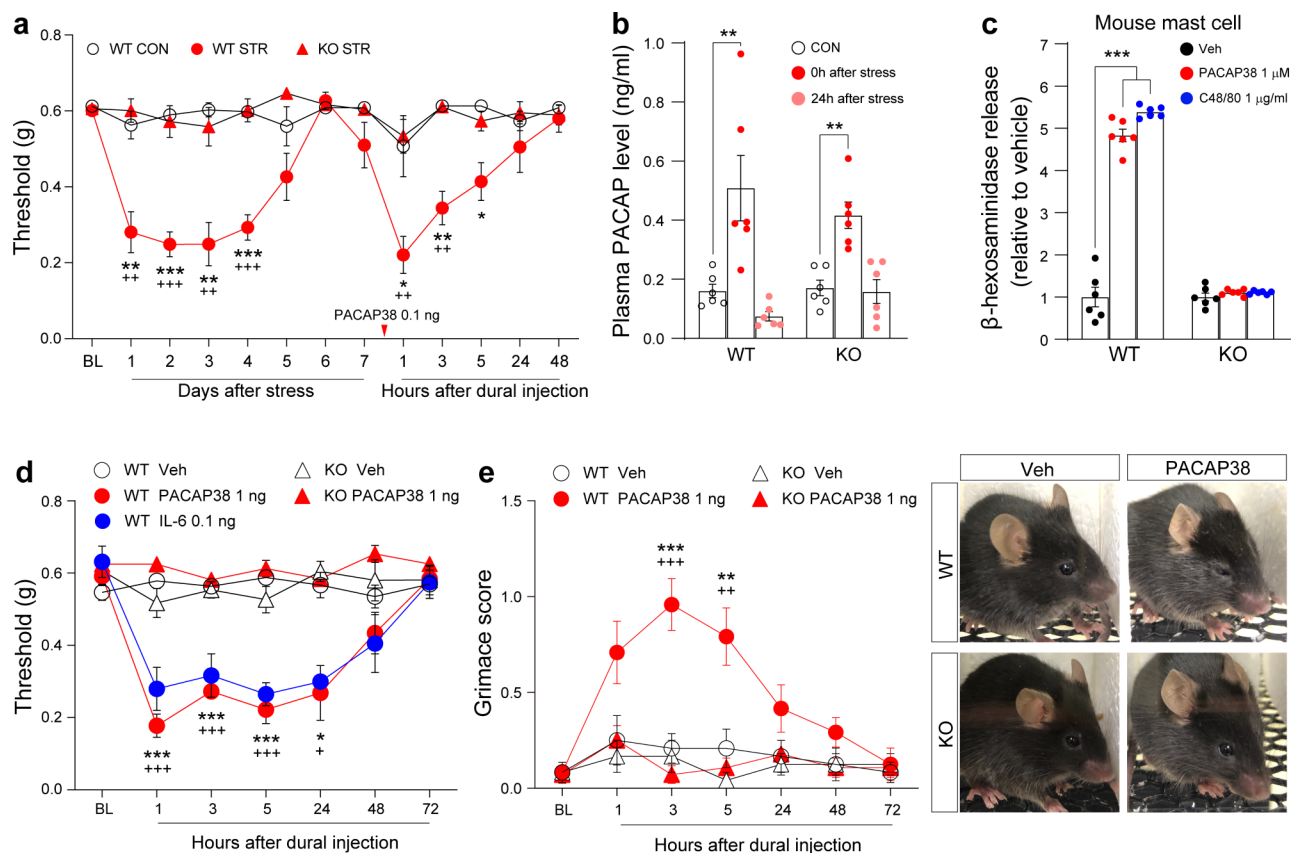 a
WT CON WT STR KO STR
Threshold (g)
0.8
0.6
0.4
0.2
0.0
** *** ** *** * ** *
++ +++ ++ +++ ++ ++
PACAP38 0.1 ng
BL 1 2 3 4 5 6 7 1 3 5 24 48
Days after stress Hours after dural injection
b
Plasma PACAP level (ng/ml)
1.0
0.8
0.6
0.4
0.2
0.0
** **
CON
0h after stress
24h after stress
WT KO
c
Mouse mast cell
β-hexosaminidase release
(relative to vehicle)
7
6
5
4
3
2
1
0
***
Veh
PACAP38 1 μM
C48/80 1 μg/ml
WT KO
d
WT Veh KO Veh
WT PACAP38 1 ng KO PACAP38 1 ng
WT IL-6 0.1 ng
Threshold (g)
0.8
0.6
0.4
0.2
0.0
*** *** *** *
+++ +++ +++ +
BL 1 3 5 24 48 72
Hours after dural injection
e
WT Veh KO Veh
WT PACAP38 1 ng KO PACAP38 1 ng
Grimace score
1.5
1.0
0.5
0.0
*** **
+++ ++
BL 1 3 5 24 48 72
Hours after dural injection
Veh PACAP38
WT
KO